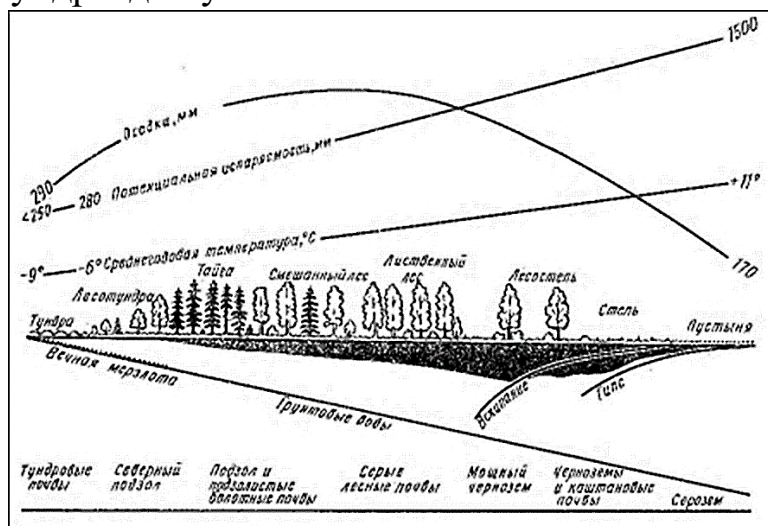 1500
Осадки, мм
290
<250
280 Потенциальная испаряемость, мм
+11°
-9°
-6° Среднегодовая температура, °С
170
Тайга
Смешанный лес
Лиственный
лес
Лесостепь
Лесотундра
Степь
Тундра
Пустыня
Вечная мерзлота
Грунтовые воды
Вскипание
Гипс
Тундровые
почвы
Северный
подзол
Подзол и
подзолистые
болотные почвы
Серые
лесные почвы
Мощный
чернозем
Черноземы
и каштановые
почвы
Серозем